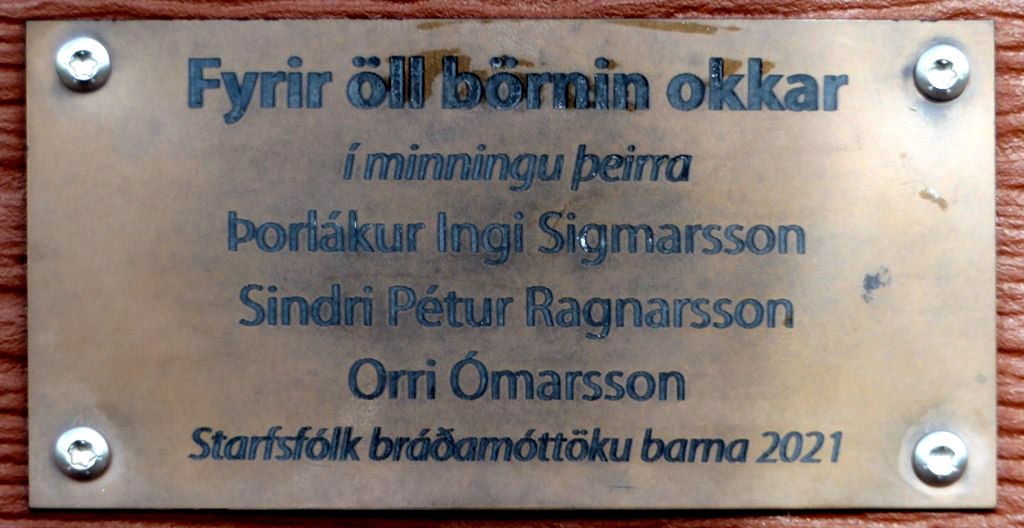 Fyrir öll börnin okkar
í minningu þeirra
Þorlákur Ingi Sigmarsson
Sindri Pétur Ragnarsson
Orri Ómarsson
Starfsfólk bráðamóttöku barna 2021